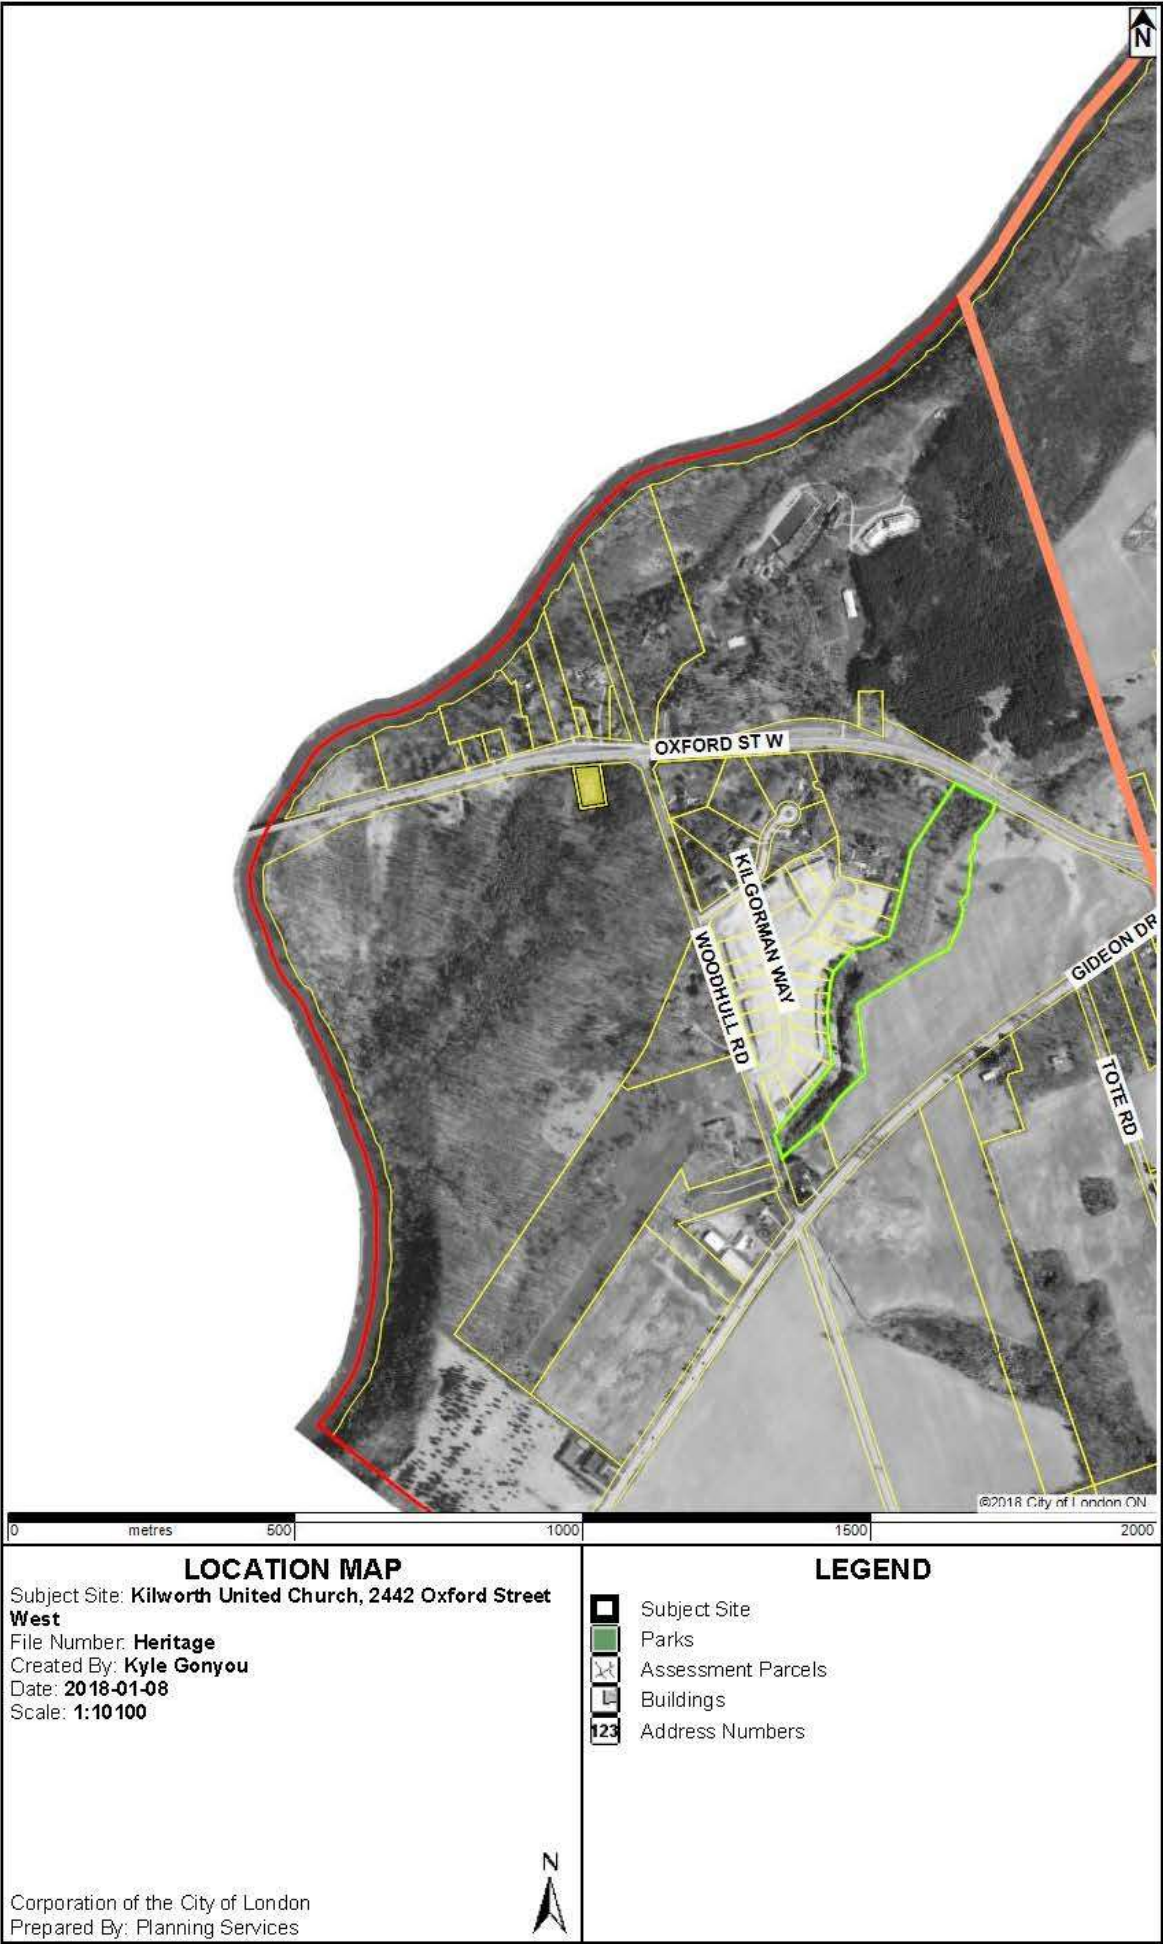 N
OXFORD ST W
KILGORMAN WAY
WOODHULL RD
GIDEON DR
TOTE RD
©2018 City of London ON
0 metres 500 1000 1500 2000
LOCATION MAP
Subject Site: Kilworth United Church, 2442 Oxford Street
West
File Number: Heritage
Created By: Kyle Gonyou
Date: 2018-01-08
Scale: 1:10100
Corporation of the City of London
Prepared By: Planning Services
N
LEGEND
Subject Site
Parks
Assessment Parcels
Buildings
123 Address Numbers